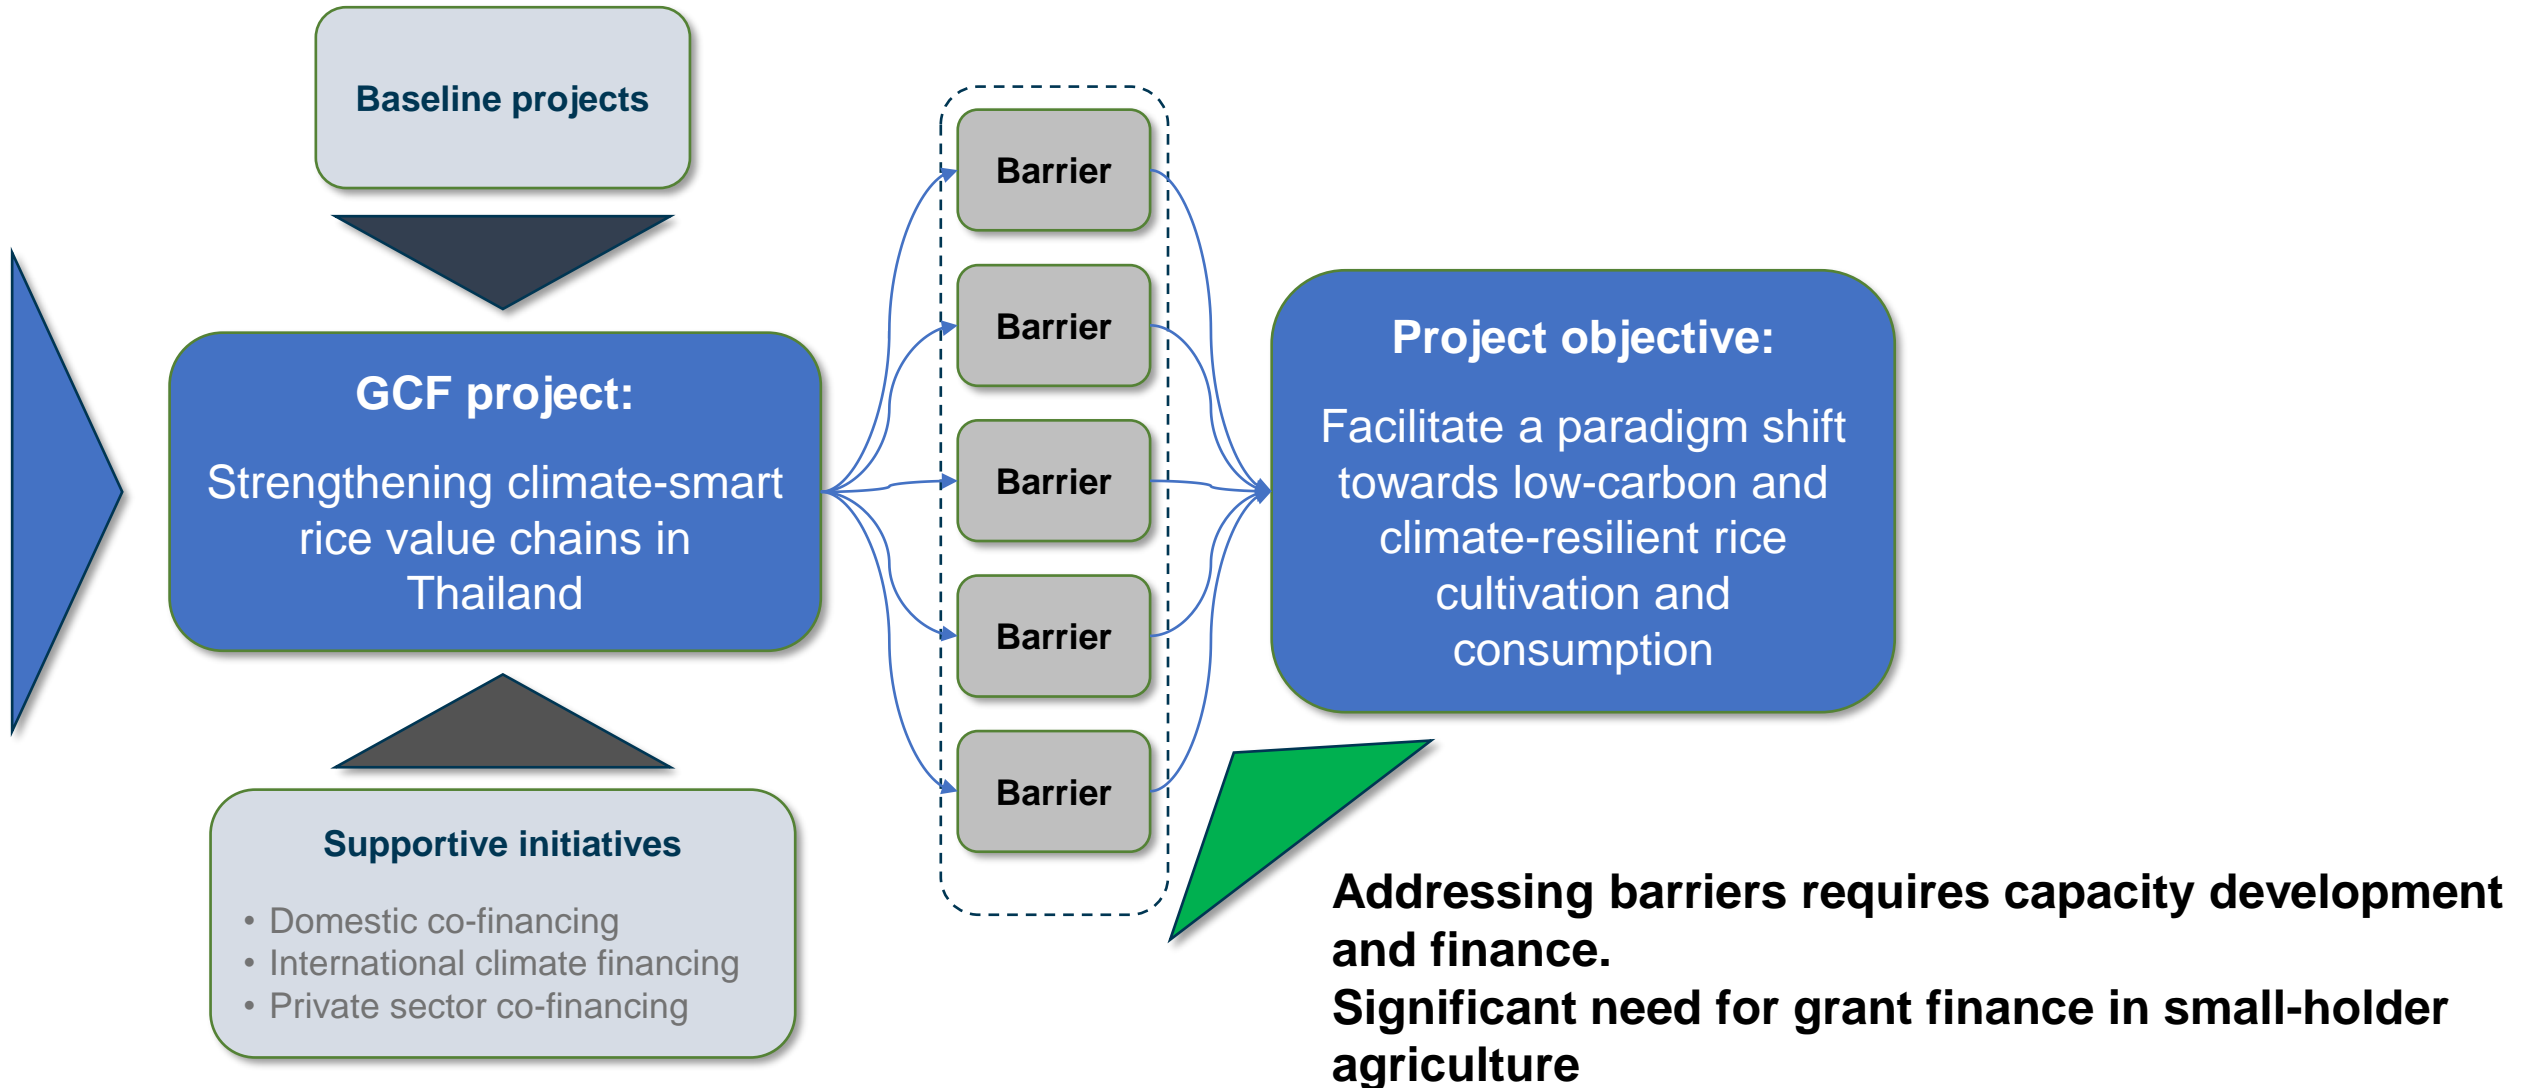 Baseline projects
GCF project:
Strengthening climate-smart
rice value chains in
Thailand
Supportive initiatives
• Domestic co-financing
• International climate financing
• Private sector co-financing
Barrier
Barrier
Barrier
Barrier
Barrier
Project objective:
Facilitate a paradigm shift
towards low-carbon and
climate-resilient rice
cultivation and
consumption
Addressing barriers requires capacity development
and finance.
Significant need for grant finance in small-holder
agriculture